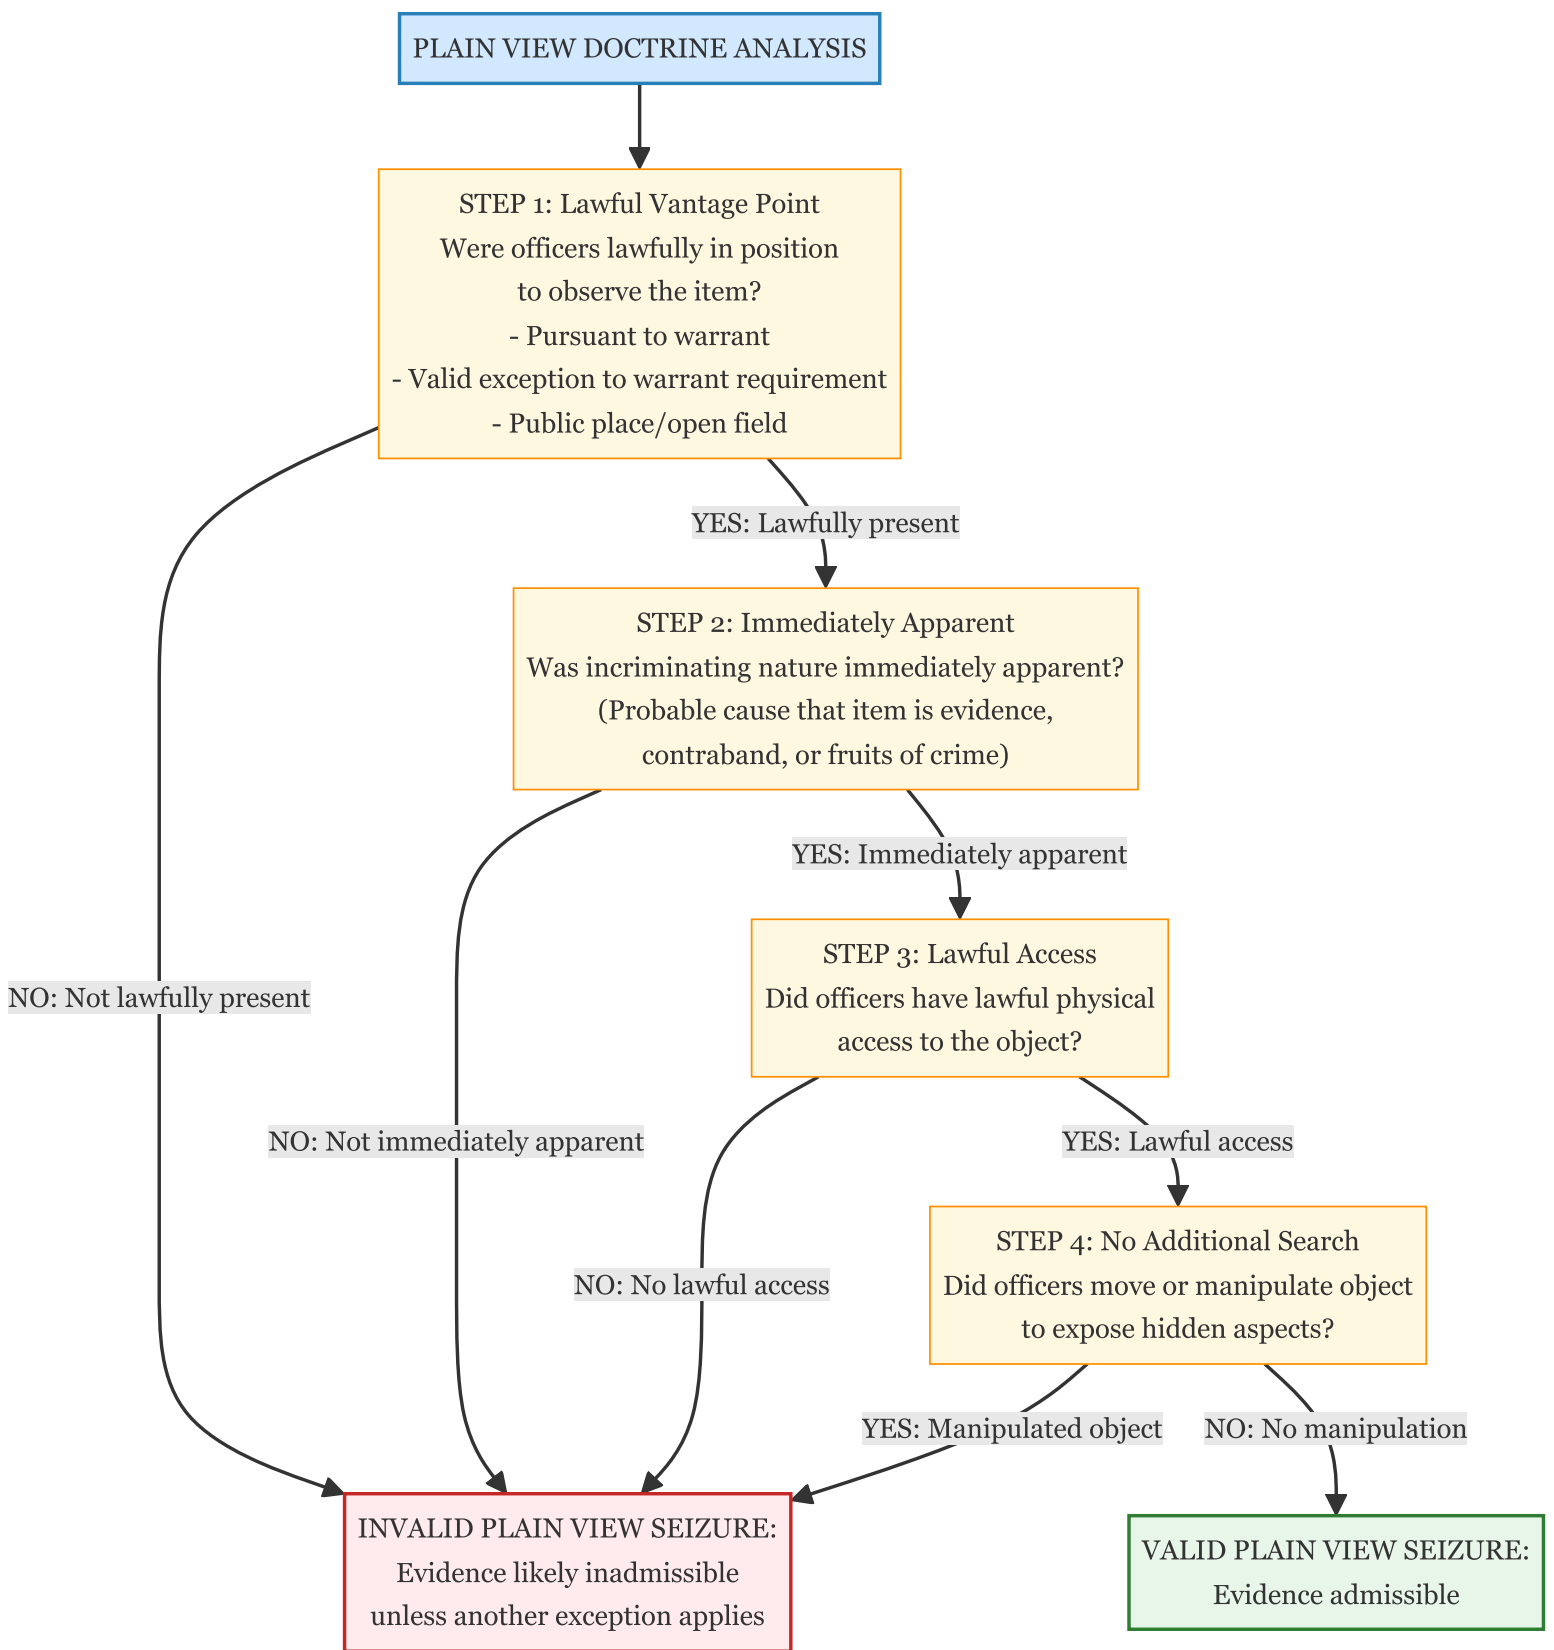 PLAIN VIEW DOCTRINE ANALYSIS
STEP 1: Lawful Vantage Point
Were officers lawfully in position
to observe the item?
- Pursuant to warrant
- Valid exception to warrant requirement
- Public place/open field
YES: Lawfully present
STEP 2: Immediately Apparent
Was incriminating nature immediately apparent?
(Probable cause that item is evidence,
contraband, or fruits of crime)
YES: Immediately apparent
STEP 3: Lawful Access
Did officers have lawful physical
access to the object?
NO: Not lawfully present
NO: Not immediately apparent
YES: Lawful access
STEP 4: No Additional Search
Did officers move or manipulate object
to expose hidden aspects?
NO: No lawful access
YES: Manipulated object
NO: No manipulation
INVALID PLAIN VIEW SEIZURE:
Evidence likely inadmissible
unless another exception applies
VALID PLAIN VIEW SEIZURE:
Evidence admissible